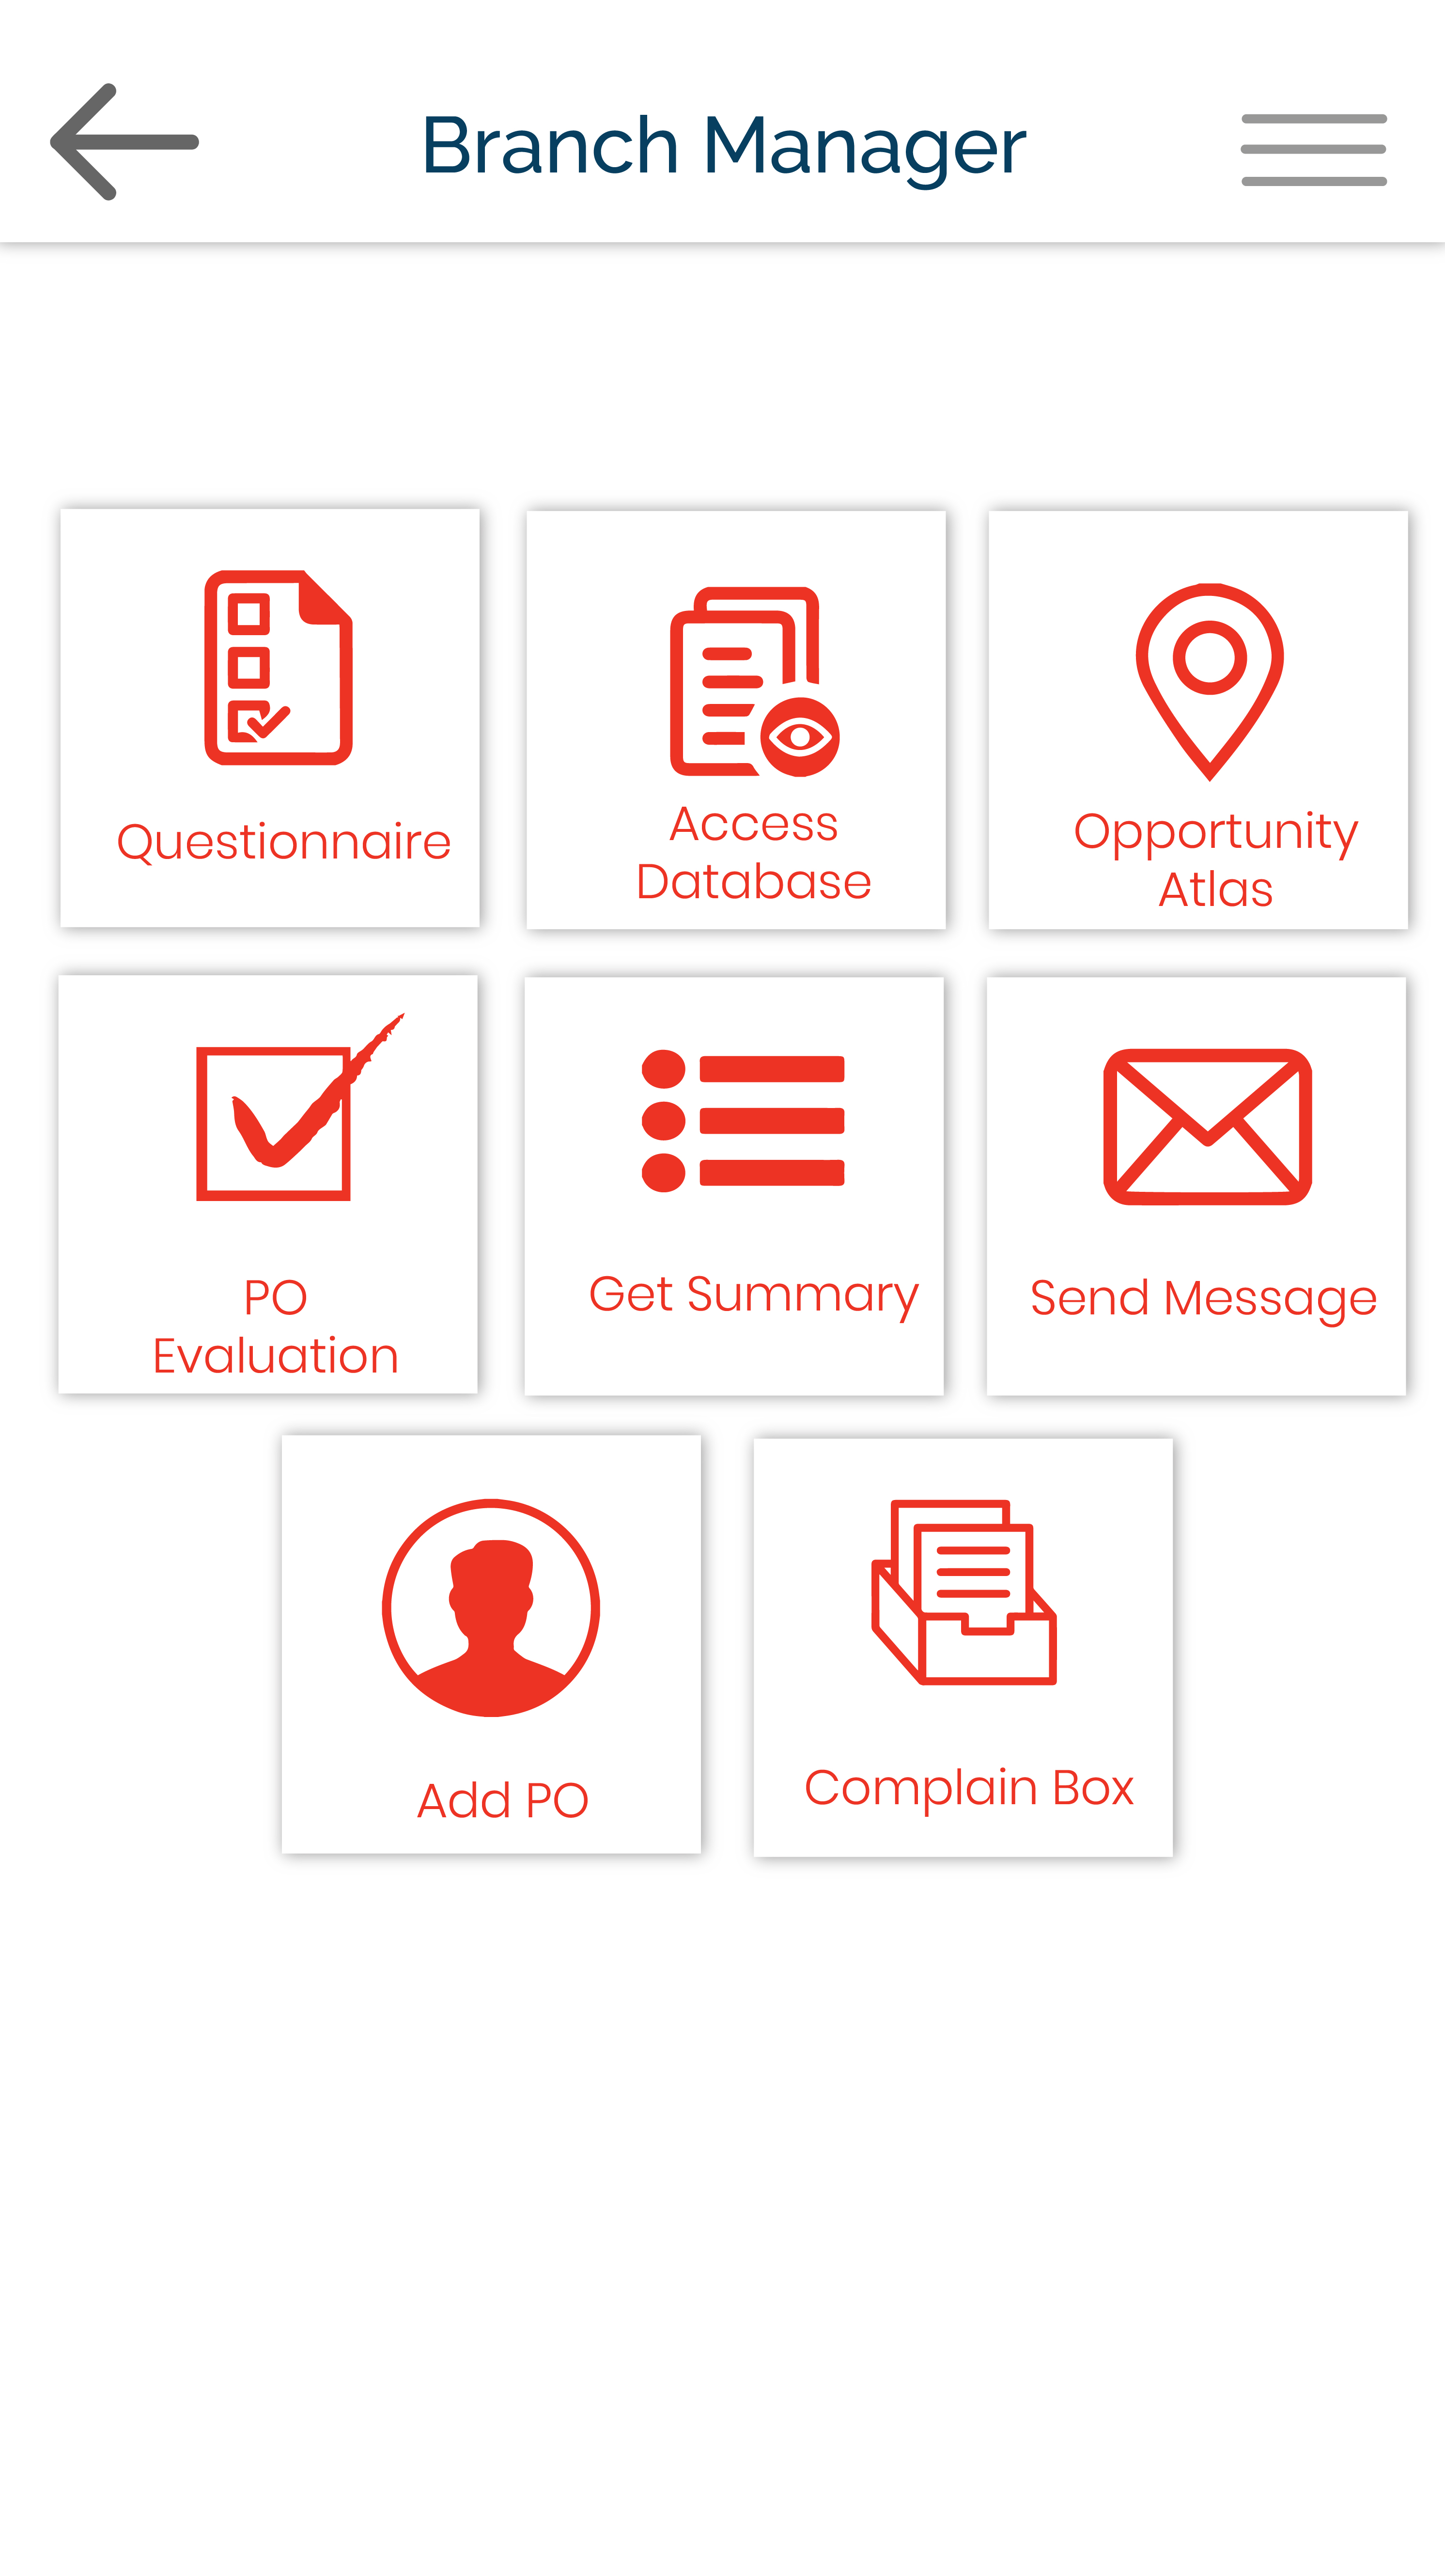 Branch Manager
Questionnaire
Access
Database
Opportunity
Atlas
PO
Evaluation
Get Summary
Send Message
Add PO
Complain Box